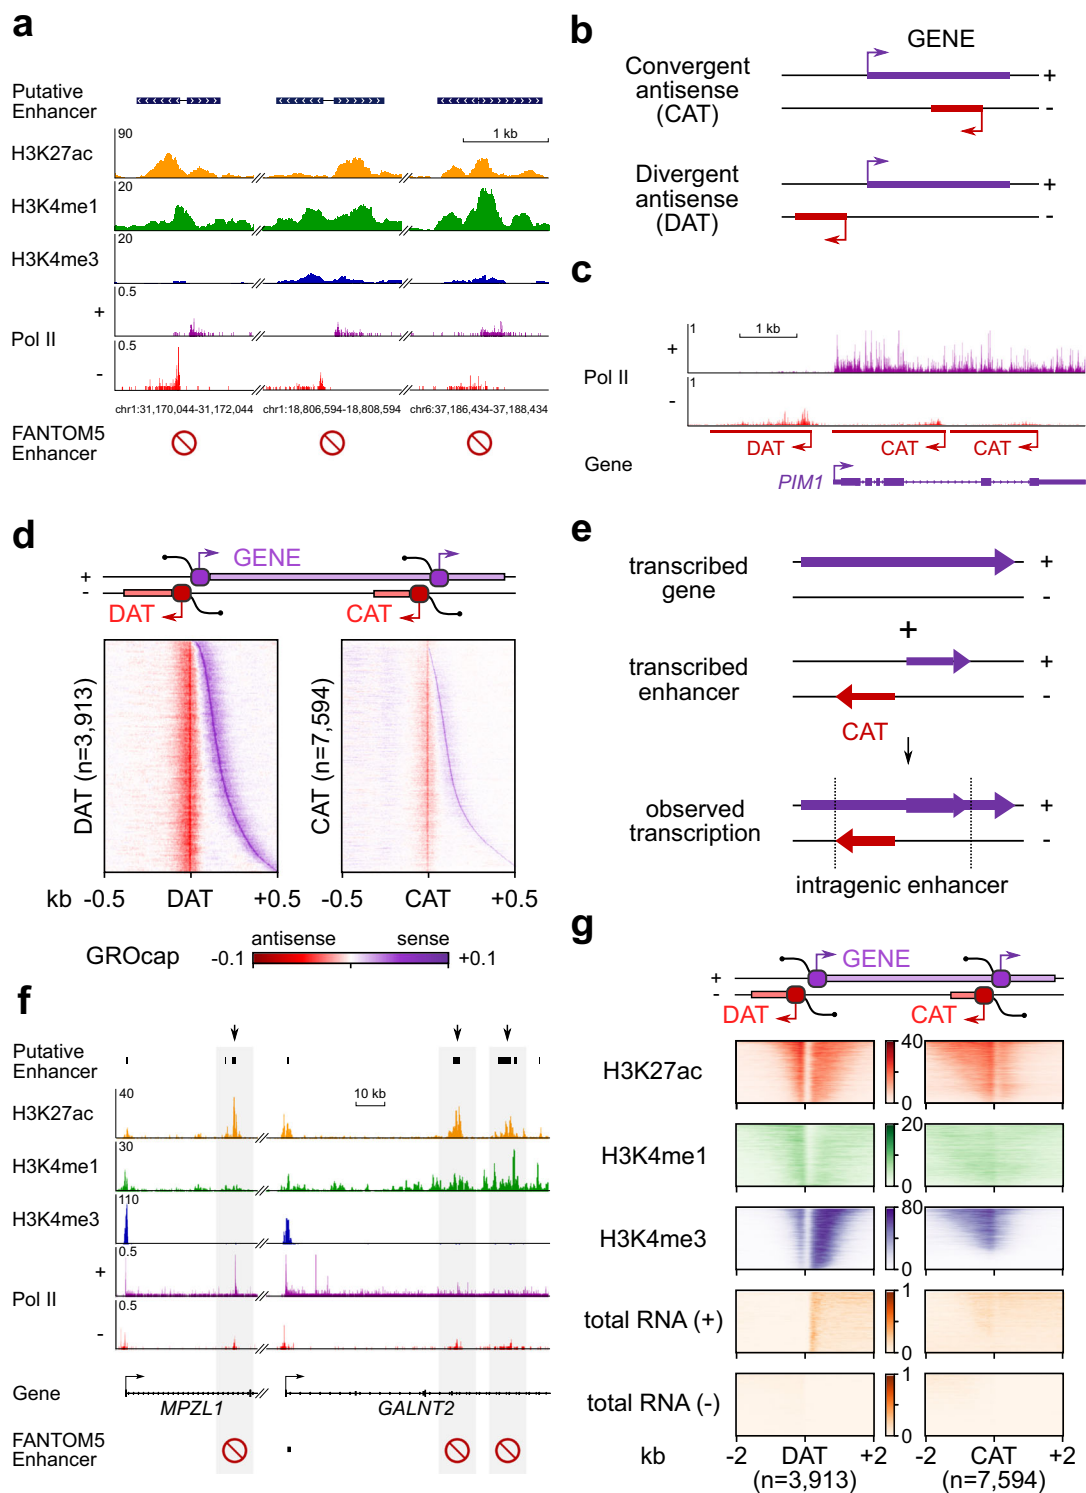 a
Putative
Enhancer
1 kb
90
H3K27ac
20
H3K4me1
20
H3K4me3
0.5
+
Pol II
0.5
-
chr1:31,170,044-31,172,044
chr1:18,806,594-18,808,594
chr6:37,186,434-37,188,434
FANTOM5
Enhancer
b
GENE
Convergent
antisense
(CAT)
+
-
Divergent
antisense
(DAT)
+
-
c
1
1 kb
+
Pol II
1
-
DAT
CAT
CAT
Gene
PIM1
d
GENE
+
-
DAT
CAT
DAT (n=3,913)
CAT (n=7,594)
kb -0.5 DAT +0.5
-0.5 CAT +0.5
antisense sense
GROcap -0.1 +0.1
e
transcribed
gene
+
-
+
transcribed
enhancer
+
-
CAT
observed
transcription
+
-
intragenic enhancer
f
Putative
Enhancer
40
H3K27ac
10 kb
30
H3K4me1
110
H3K4me3
0.5
+
Pol II
0.5
-
Gene
MPZL1
GALNT2
FANTOM5
Enhancer
g
GENE
+
-
DAT
CAT
H3K27ac
40
0
H3K4me1
20
0
H3K4me3
80
0
total RNA (+)
1
0
total RNA (-)
1
0
kb -2 DAT +2 -2 CAT +2
(n=3,913) (n=7,594)